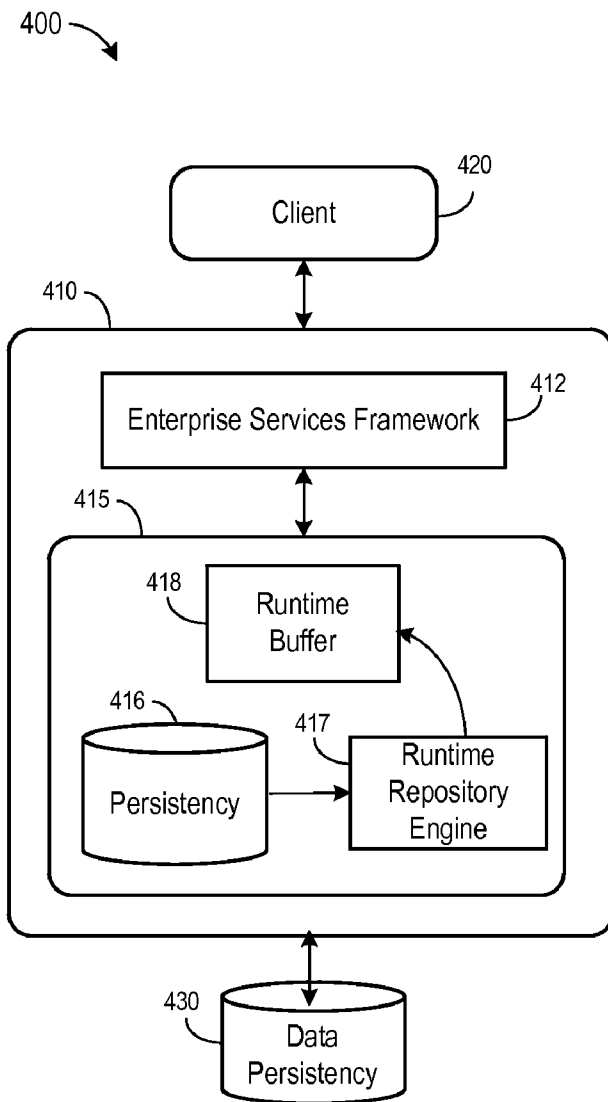 400
420
Client
410
Enterprise Services Framework
412
415
418
Runtime
Buffer
416
417
Persistency
Runtime
Repository
Engine
430
Data
Persistency